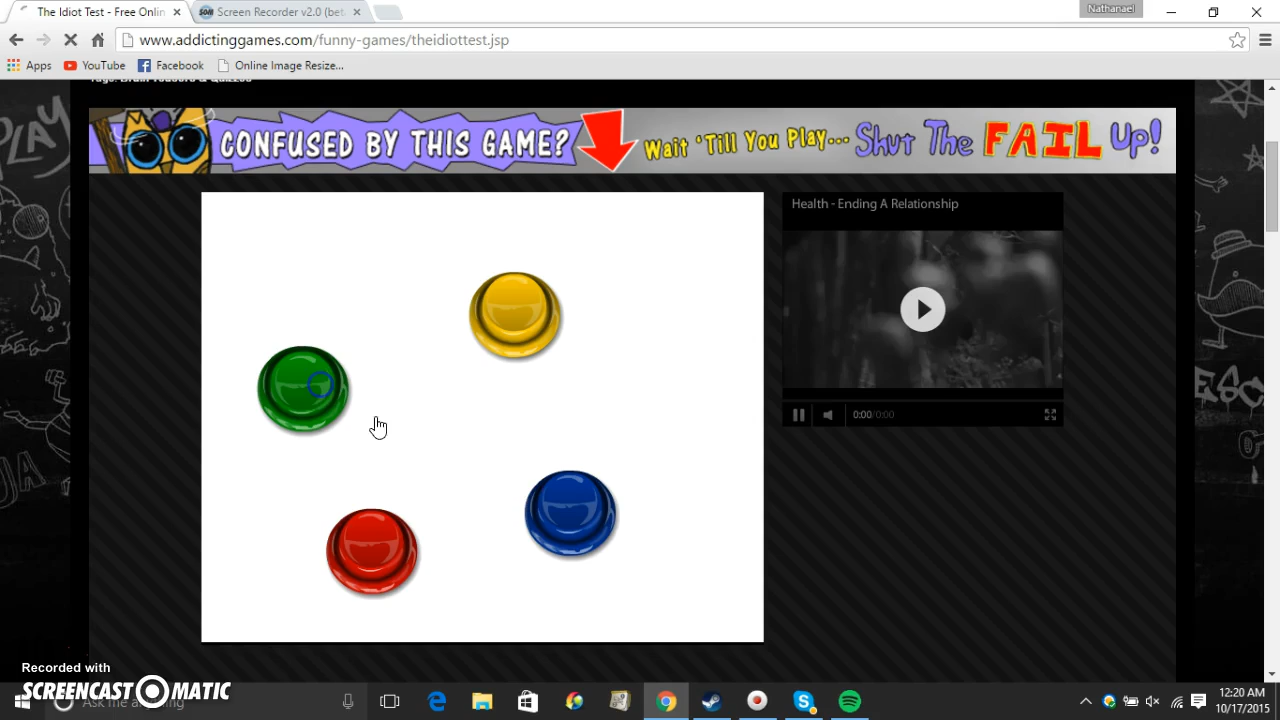 The Idiot Test - Free Onlin
Screen Recorder v2.0 (bet
Nathanael
www.addictinggames.com/funny-games/theidiottest.jsp
Apps
YouTube
Facebook
Online Image Resize...
CONFUSED BY THIS GAME?
Wait 'Till You Play...
Shut The FAIL Up!
Health - Ending A Relationship
0:00/0:00
PLAY
Recorded with
SCREENCAST MATIC
12:20 AM
10/17/2015